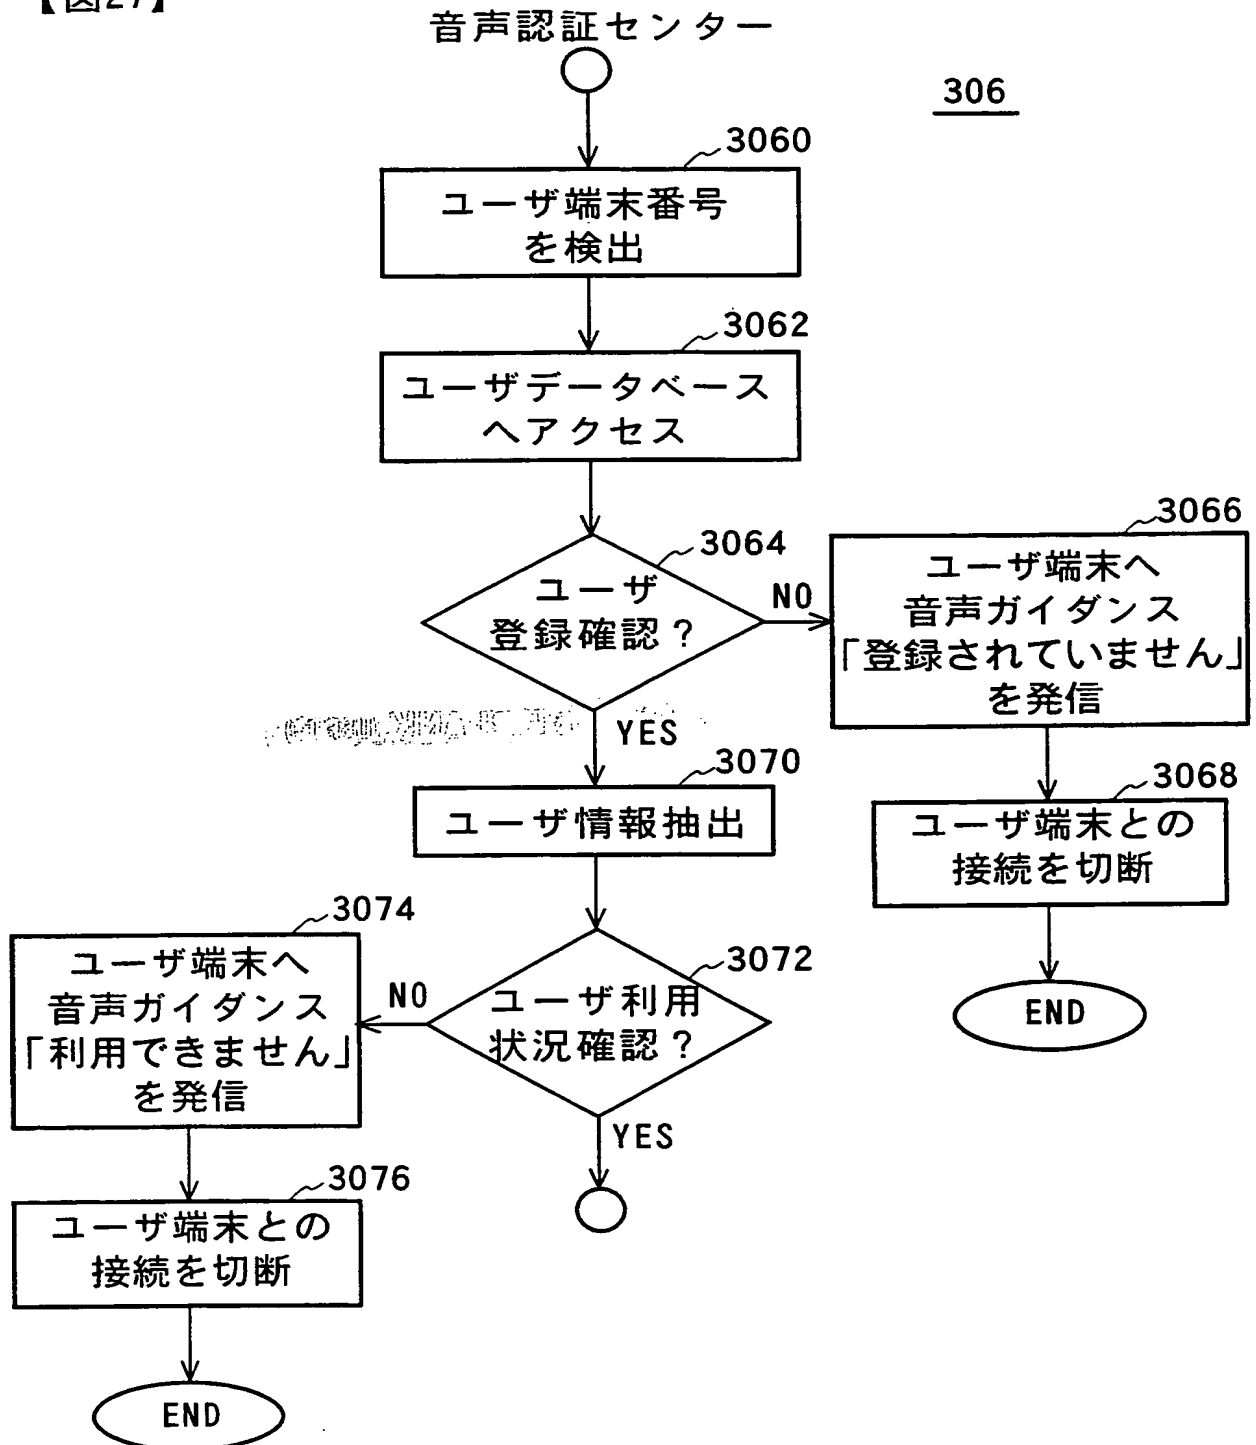 【図27】
音声認証センター
306
3060
ユーザ端末番号
を検出
3062
ユーザデータベース
へアクセス
3064
ユーザ
登録確認？
NO
YES
3066
ユーザ端末へ
音声ガイダンス
「登録されていません」
を発信
3068
ユーザ端末との
接続を切断
END
3070
ユーザ情報抽出
3072
ユーザ利用
状況確認？
NO
YES
3074
ユーザ端末へ
音声ガイダンス
「利用できません」
を発信
3076
ユーザ端末との
接続を切断
END